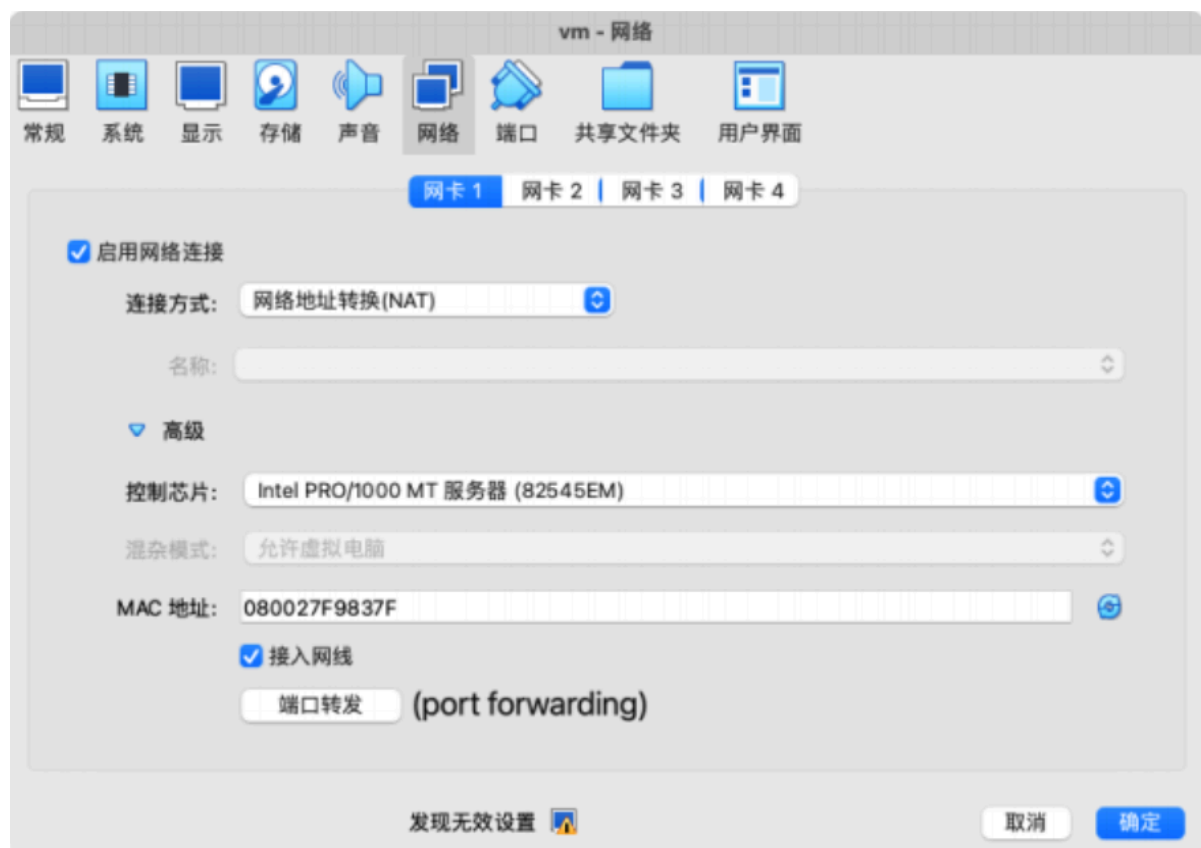 vm - 网络
常规 系统 显示 存储 声音 网络 端口 共享文件夹 用户界面
网卡 1 网卡 2 网卡 3 网卡 4
启用网络连接
连接方式: 网络地址转换(NAT)
名称:
高级
控制芯片: Intel PRO/1000 MT 服务器 (82545EM)
混杂模式: 允许虚拟电脑
MAC 地址: 080027F9837F
接入网线
端口转发 (port forwarding)
发现无效设置 取消 确定